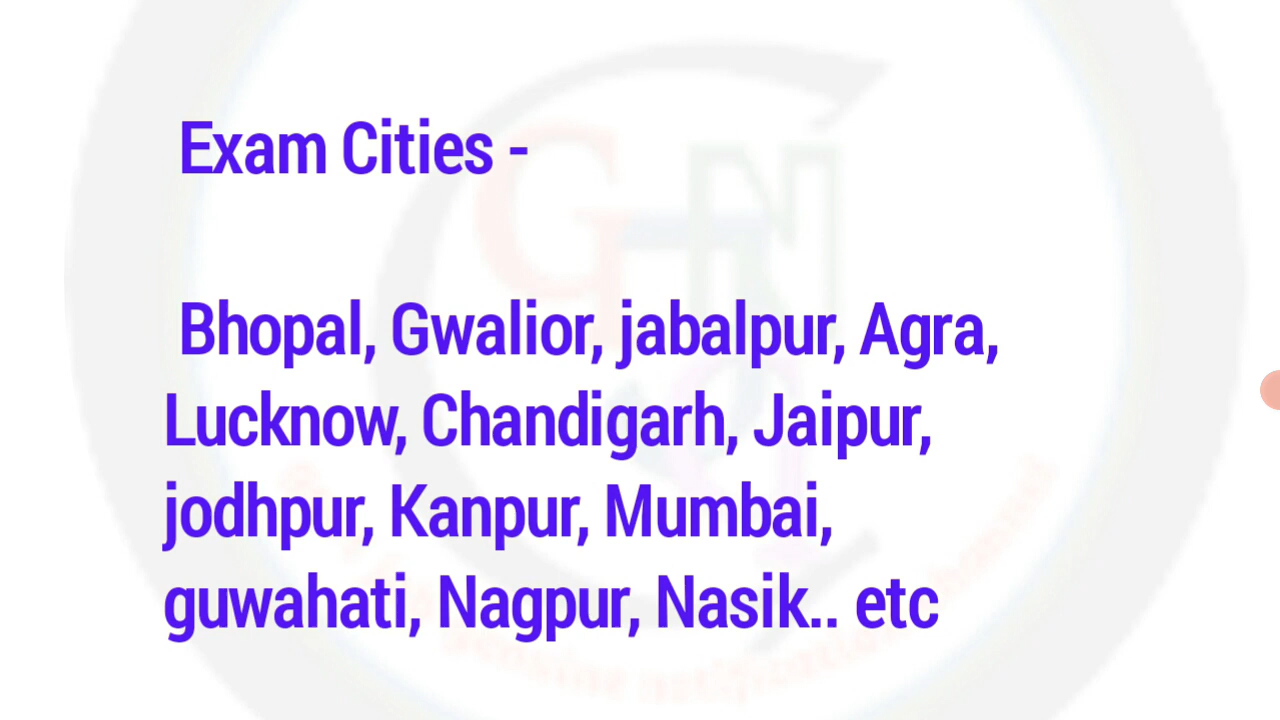 Exam Cities -
Bhopal, Gwalior, jabalpur, Agra,
Lucknow, Chandigarh, Jaipur,
jodhpur, Kanpur, Mumbai,
guwahati, Nagpur, Nasik.. etc